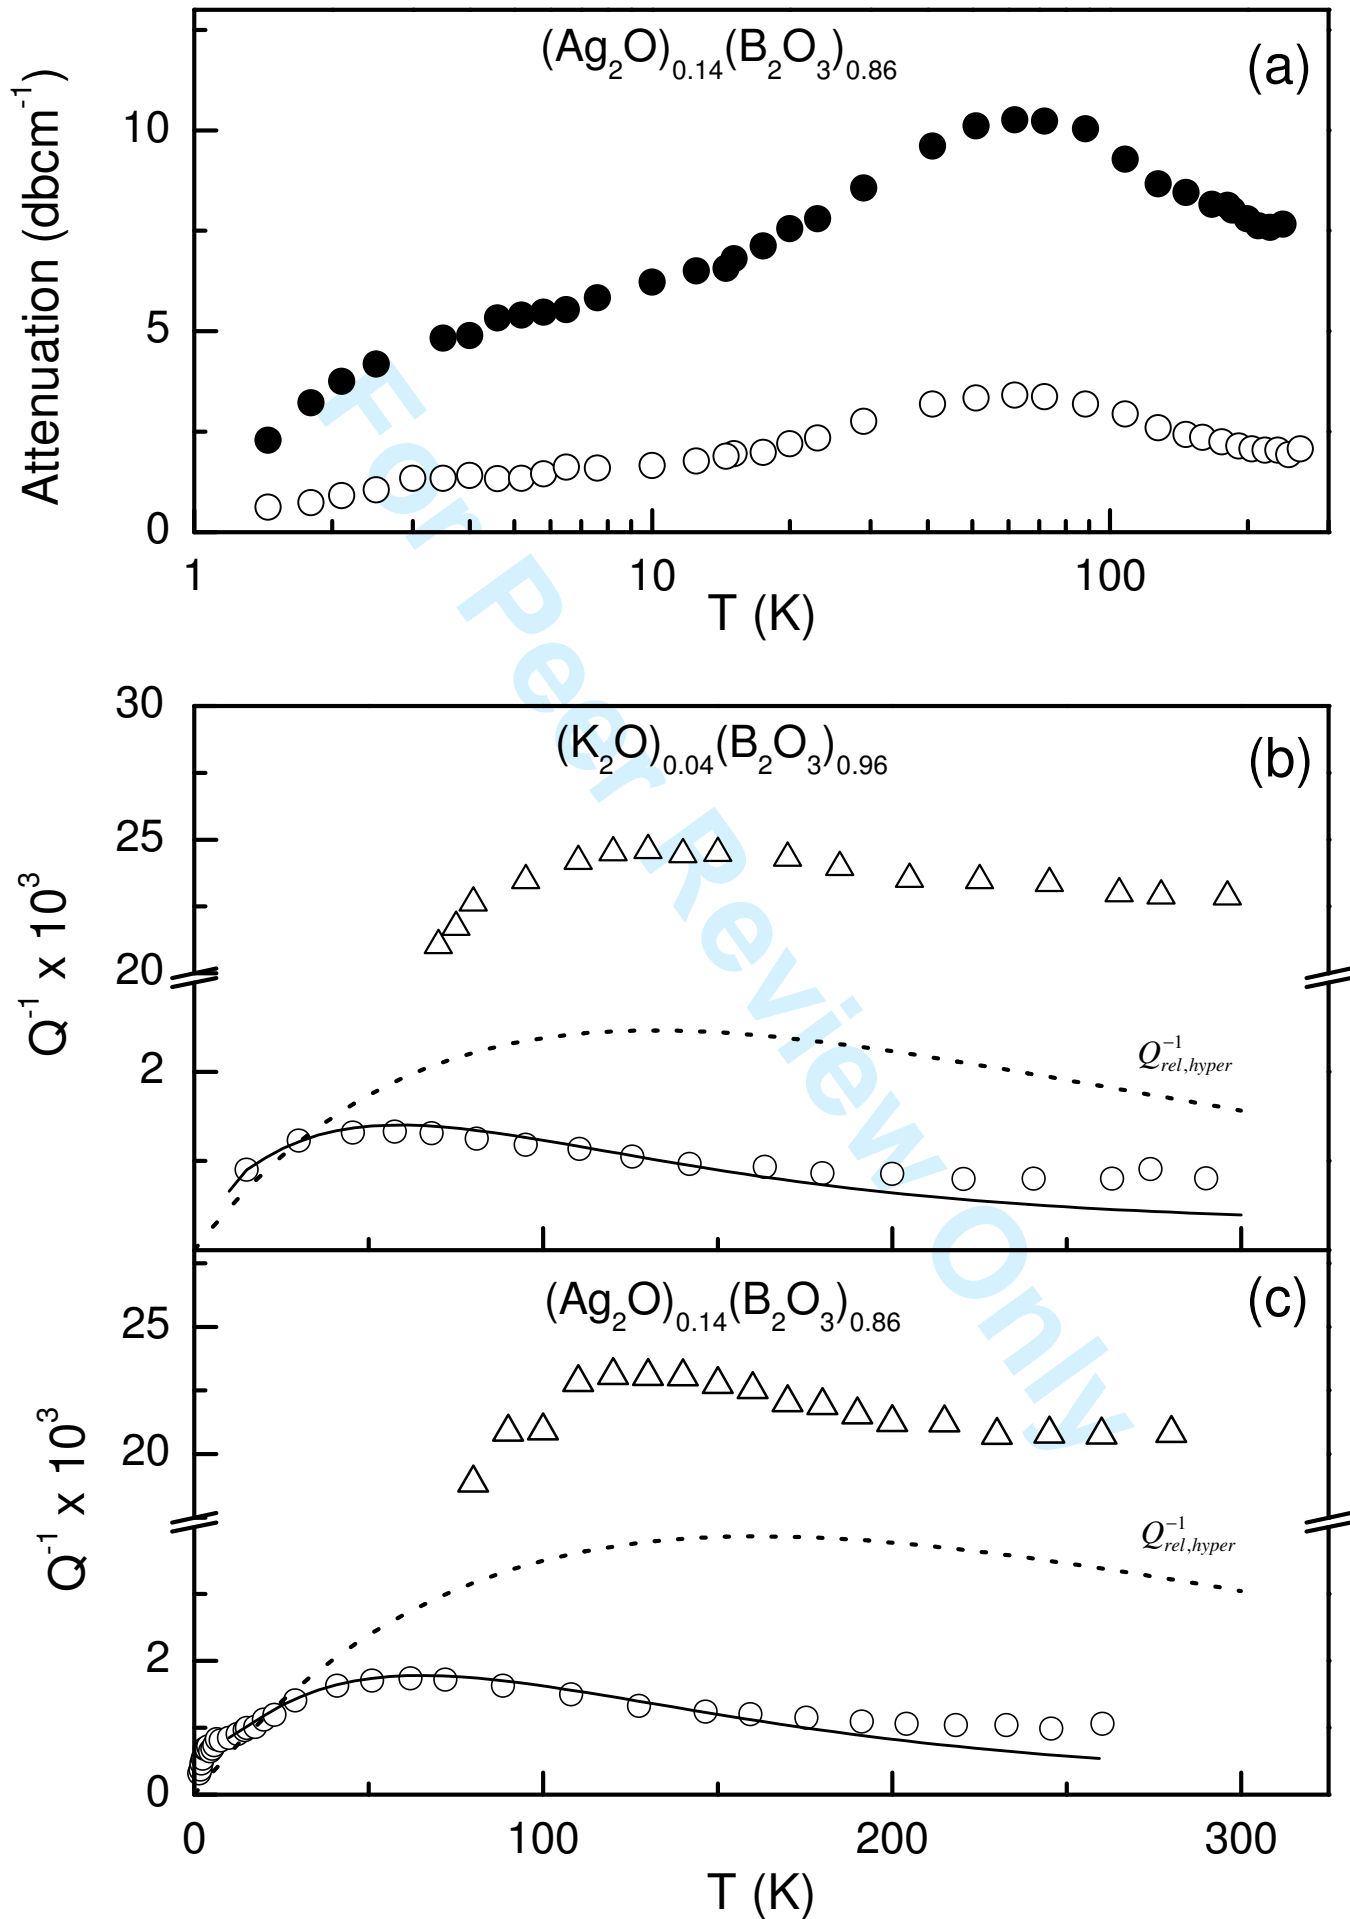 (Ag₂O)₀.₁₄(B₂O₃)₀.₈₆
(a)
Attenuation (dbcm⁻¹)
10
5
0
1
10
100
T (K)
For Peer Review Only
30
(K₂O)₀.₀₄(B₂O₃)₀.₉₆
(b)
25
20
Q⁻¹ x 10³
Q⁻¹rel,hyper
2
(Ag₂O)₀.₁₄(B₂O₃)₀.₈₆
(c)
25
20
Q⁻¹ x 10³
Q⁻¹rel,hyper
2
0
0
100
200
300
T (K)